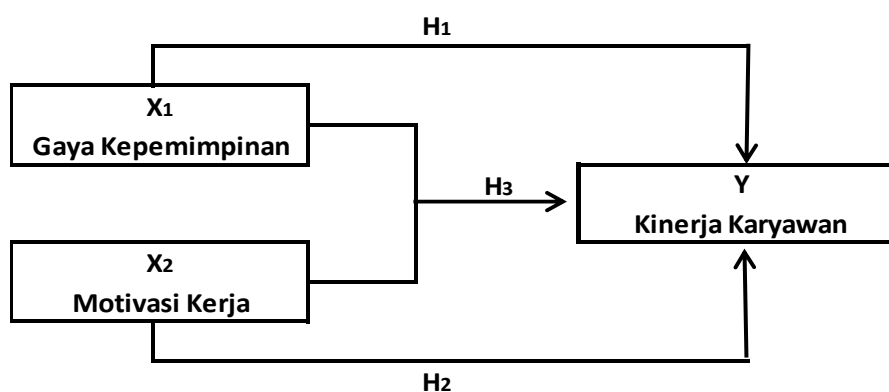 H1
X1
Gaya Kepemimpinan
H3
Y
Kinerja Karyawan
X2
Motivasi Kerja
H2